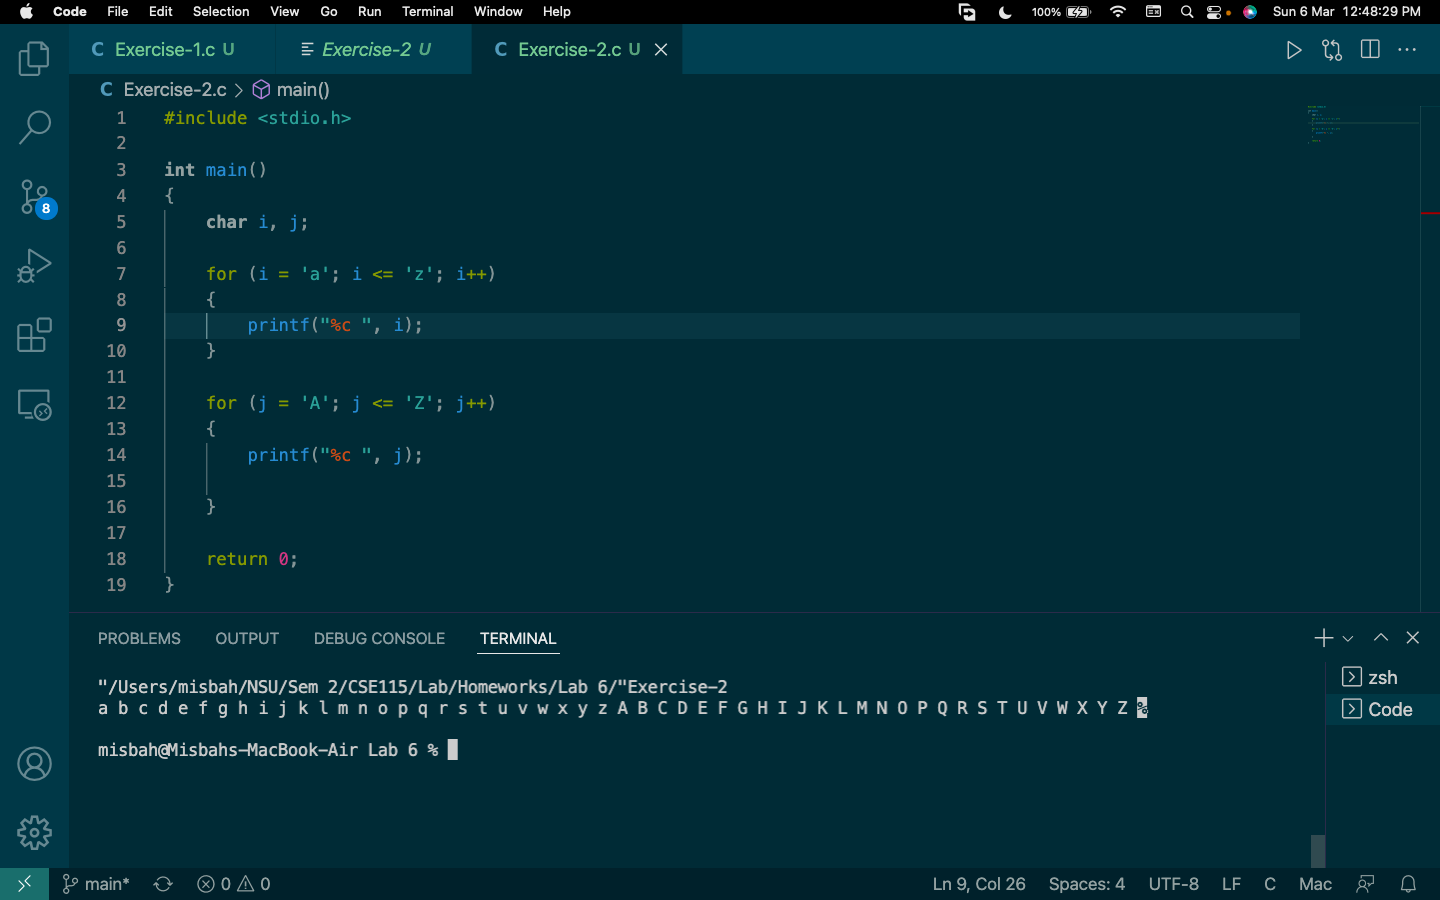 Code File Edit Selection View Go Run Terminal Window Help 100% Sun 6 Mar 12:48:29 PM
C Exercise-1.c U Exercise-2 U C Exercise-2.c U
C Exercise-2.c > main()
1 #include <stdio.h>
2
3 int main()
4 {
5 char i, j;
6
7 for (i = 'a'; i <= 'z'; i++)
8 {
9 printf("%c ", i);
10 }
11
12 for (j = 'A'; j <= 'Z'; j++)
13 {
14 printf("%c ", j);
15
16 }
17
18 return 0;
19 }
8
PROBLEMS OUTPUT DEBUG CONSOLE TERMINAL
"/Users/misbah/NSU/Sem 2/CSE115/Lab/Homeworks/Lab 6/"Exercise-2
a b c d e f g h i j k l m n o p q r s t u v w x y z A B C D E F G H I J K L M N O P Q R S T U V W X Y Z %
misbah@Misbahs-MacBook-Air Lab 6 %
zsh
Code
main* 0 0 Ln 9, Col 26 Spaces: 4 UTF-8 LF C Mac